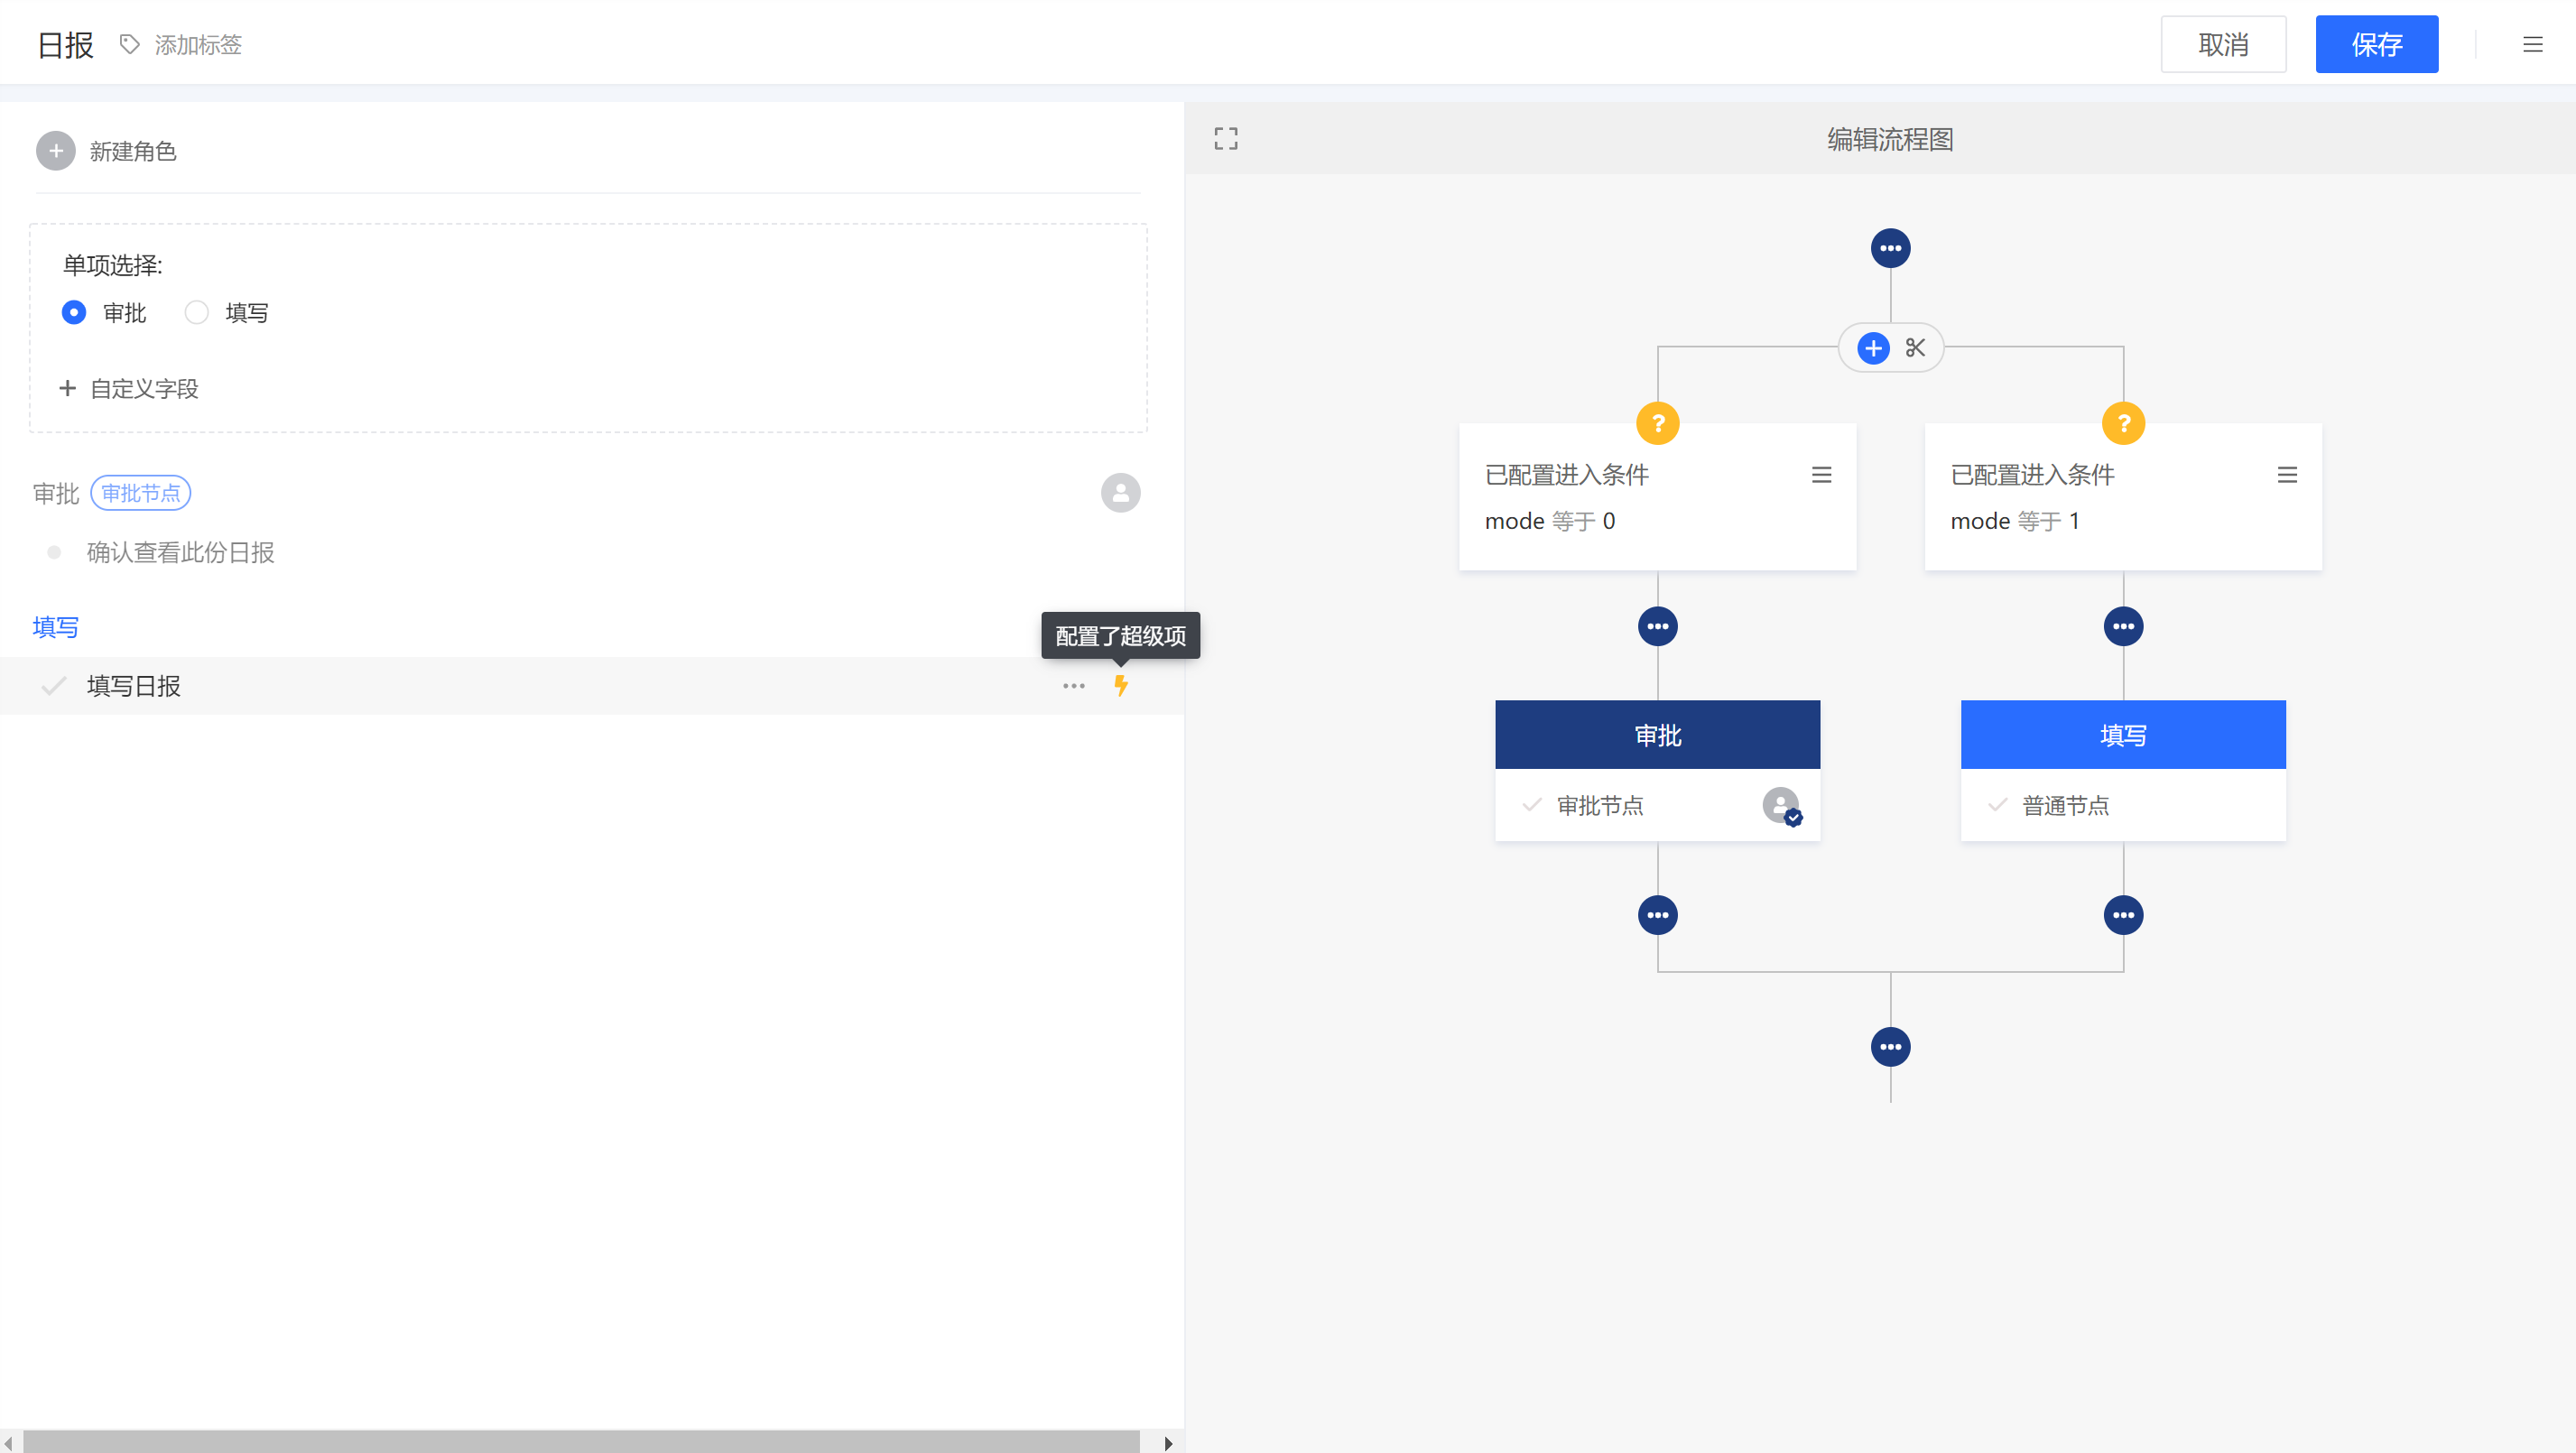 日报 添加标签
取消 保存
新建角色
编辑流程图
单项选择:
审批 填写
自定义字段
审批 审批节点
确认查看此份日报
填写
配置了超级项
填写日报
已配置进入条件
mode 等于 0
已配置进入条件
mode 等于 1
审批
审批节点
填写
普通节点